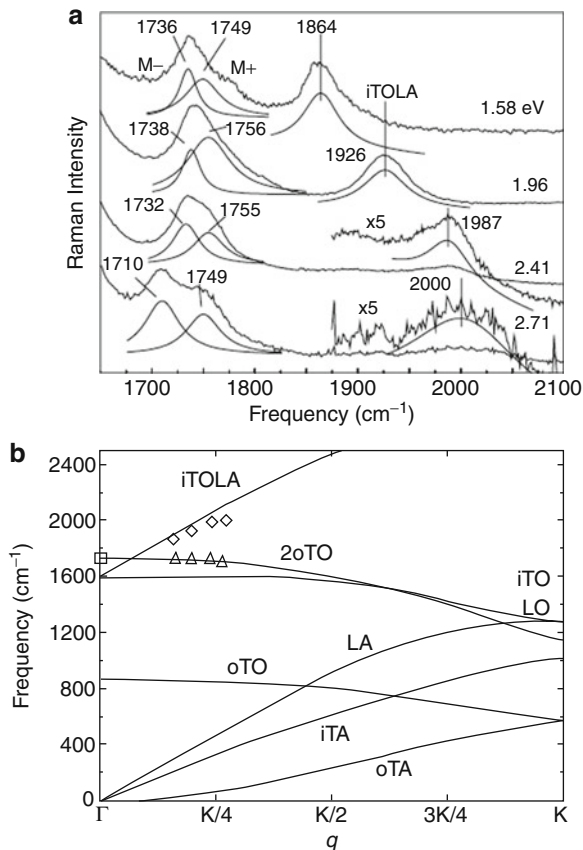 a
1736 1749 1864
M− M+
iTOLA
1.58 eV
1738 1756
1926
1.96
1732 1755
x5 1987
2.41
1710 1749
x5 2000
2.71
Raman Intensity
1700 1800 1900 2000 2100
Frequency (cm−1)
b
2400
iTOLA
2000
2oTO
1600
iTO
LO
1200
LA
oTO
800
iTA
400
oTA
0
Frequency (cm−1)
Γ K/4 K/2 3K/4 K
q